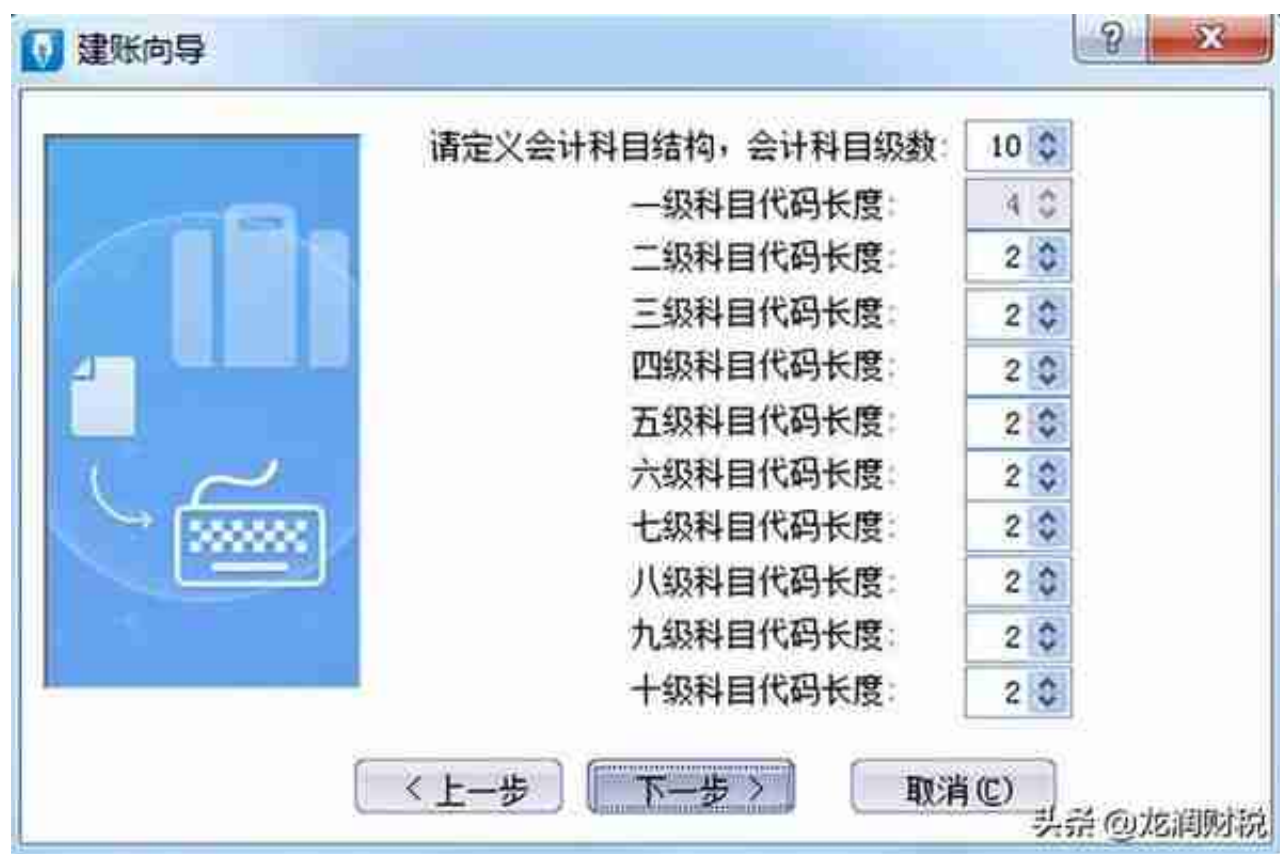 建账向导
请定义会计科目结构，会计科目级数: 10
一级科目代码长度: 4
二级科目代码长度: 2
三级科目代码长度: 2
四级科目代码长度: 2
五级科目代码长度: 2
六级科目代码长度: 2
七级科目代码长度: 2
八级科目代码长度: 2
九级科目代码长度: 2
十级科目代码长度: 2
< 上一步 下一步 > 取消(C)
头条 @龙润财税